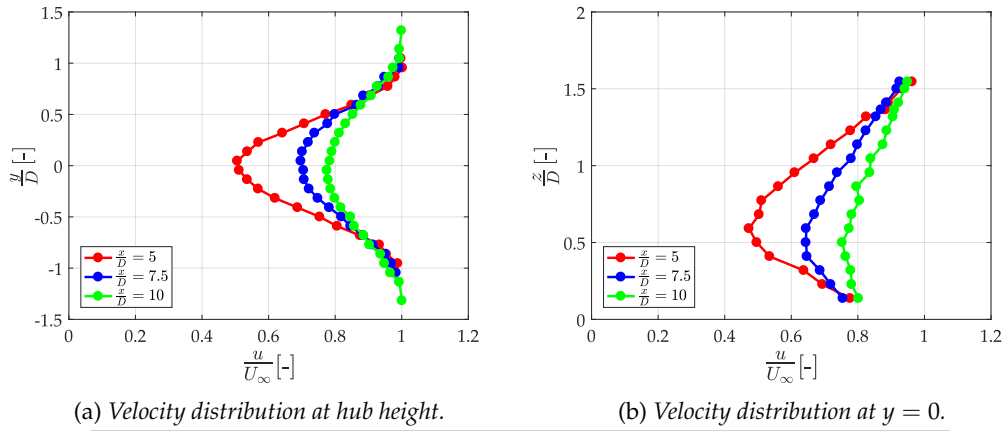 1.5
1
0.5
0
-0.5
-1
-1.5
y/D [-]
x/D = 5
x/D = 7.5
x/D = 10
0 0.2 0.4 0.6 0.8 1 1.2
u/U∞ [-]
(a) Velocity distribution at hub height.
2
1.5
1
0.5
0
z/D [-]
x/D = 5
x/D = 7.5
x/D = 10
0 0.2 0.4 0.6 0.8 1 1.2
u/U∞ [-]
(b) Velocity distribution at y = 0.